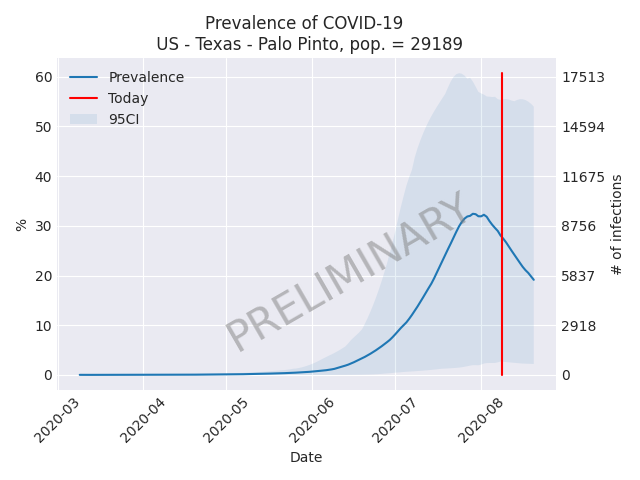 Prevalence of COVID-19
US - Texas - Palo Pinto, pop. = 29189
Prevalence
Today
95CI
60
50
40
30
20
10
0
%
17513
14594
11675
8756
5837
2918
0
# of infections
PRELIMINARY
2020-03
2020-04
2020-05
2020-06
2020-07
2020-08
Date